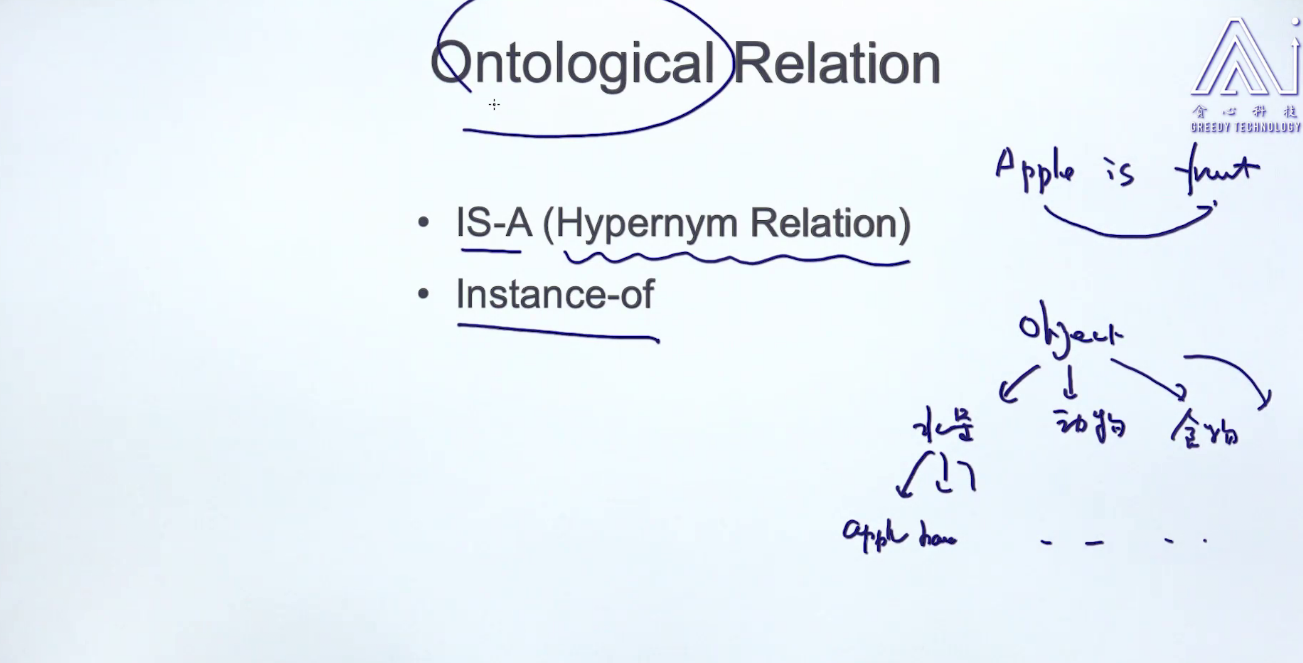 Ontological Relation
贪心科技
GREEDY TECHNOLOGY
Apple is fruit
• IS-A (Hypernym Relation)
• Instance-of
Object
水果 动物 食物
apple